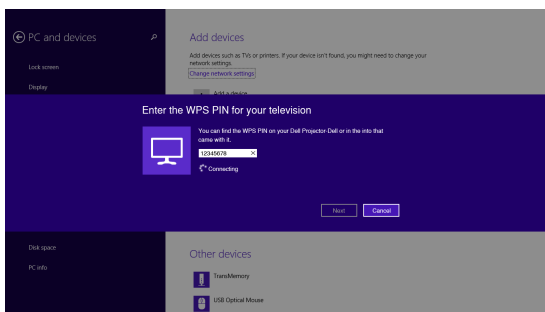 PC and devices
Lock screen
Display
Add devices
Add devices such as TVs or printers. If your device isn't found, you might need to change your
network settings.
Change network settings
Add a device
Enter the WPS PIN for your television
You can find the WPS PIN on your Dell Projector-Dell or in the into that
came with it.
12345678
Connecting
Next
Cancel
Disk space
PC info
Other devices
TransMemory
USB Optical Mouse